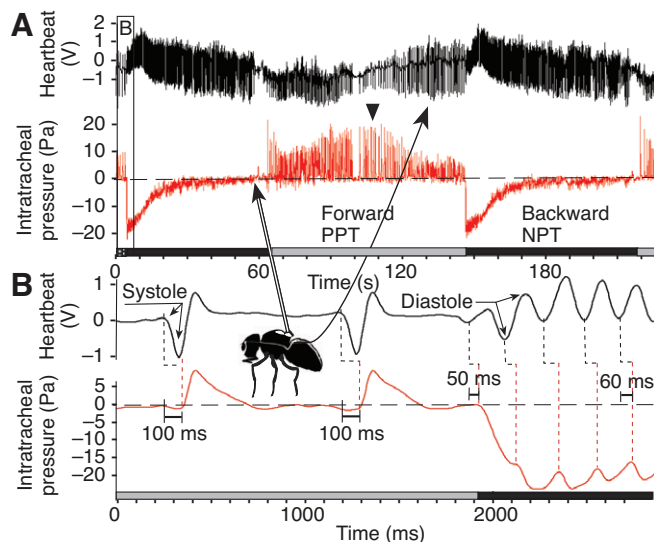 A
B
Heartbeat
(V)
2
1
0
−1
Intratracheal
pressure (Pa)
20
10
0
−10
−20
Forward
PPT
Backward
NPT
0
60
120
180
Time (s)
B
Systole
Diastole
Heartbeat
(V)
1
0
−1
Intratracheal
pressure (Pa)
5
0
−5
−10
−15
−20
100 ms
100 ms
50 ms
60 ms
0
1000
2000
Time (ms)